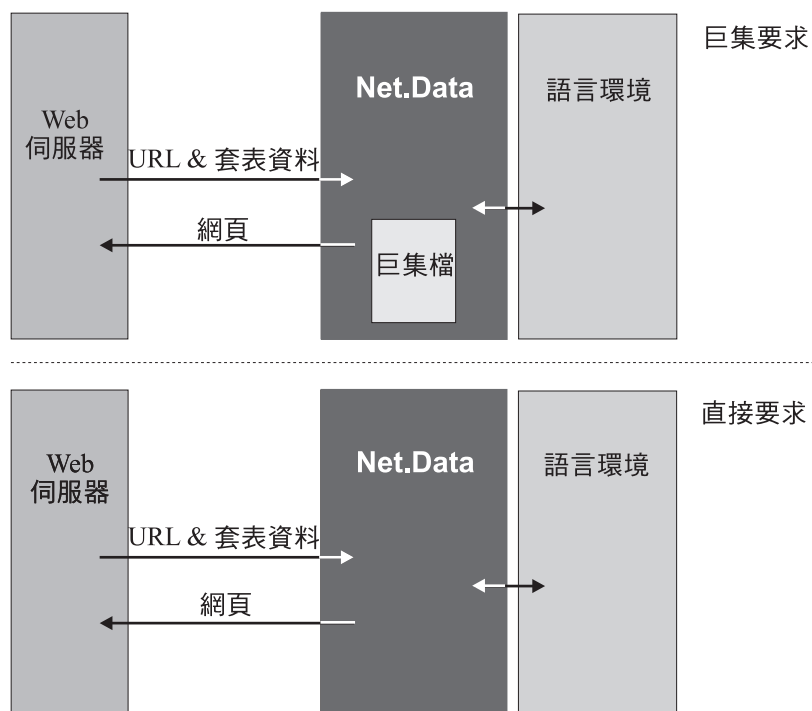 巨集要求
Net.Data
語言環境
Web
伺服器
URL & 套表資料
網頁
巨集檔
直接要求
Net.Data
語言環境
Web
伺服器
URL & 套表資料
網頁